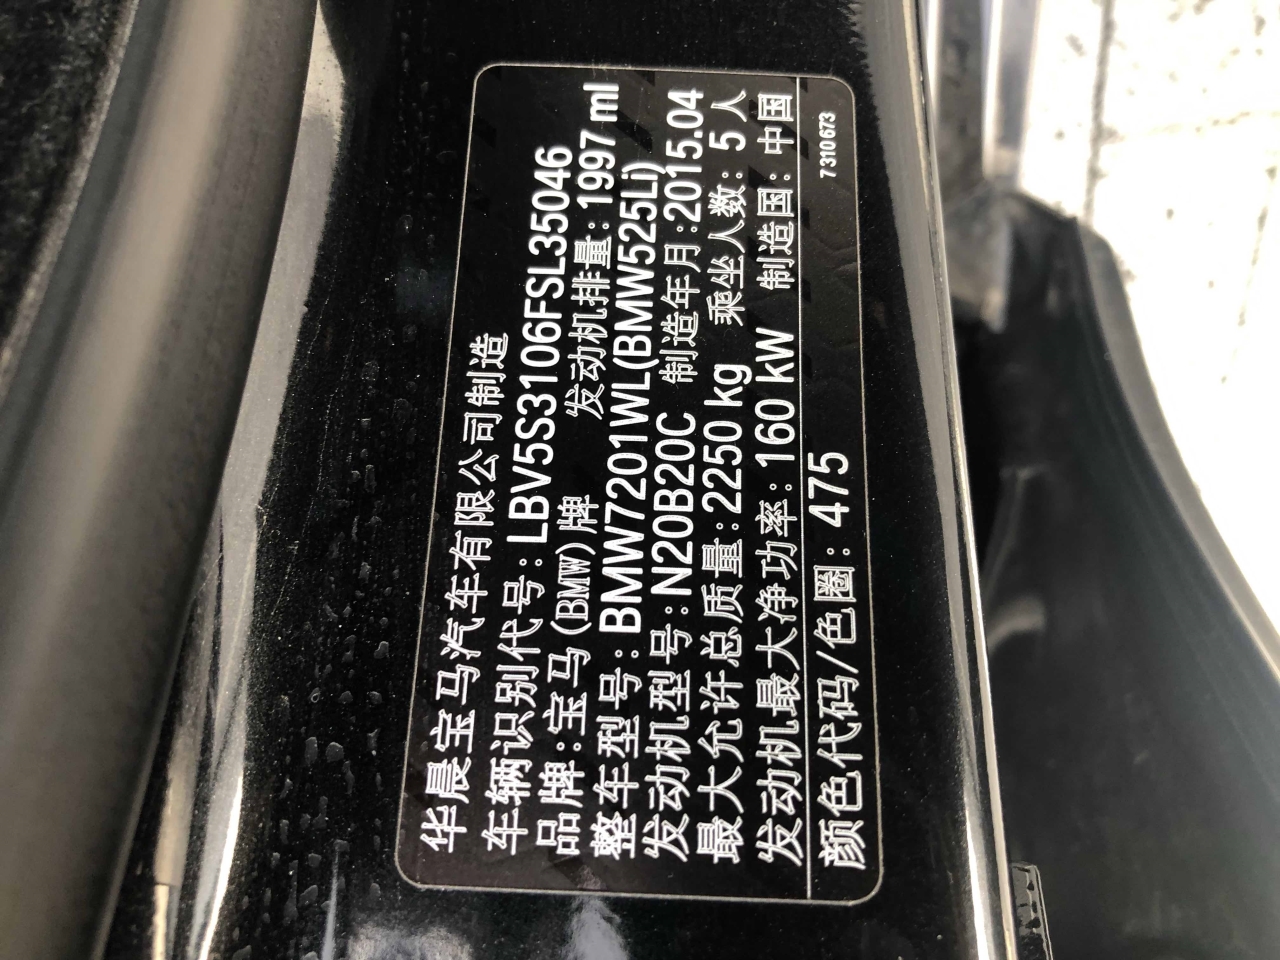 华晨宝马汽车有限公司制造
车辆识别代号:LBV5S3106FSL35046
品牌:宝马(BMW)牌 发动机排量:1997 ml
整车型号:BMW7201WL(BMW525Li)
发动机型号:N20B20C 制造年月:2015.04
最大允许总质量:2250 kg 乘坐人数: 5 人
发动机最大净功率:160 kW 制造国: 中国
颜色代码/色圈: 475
7310673